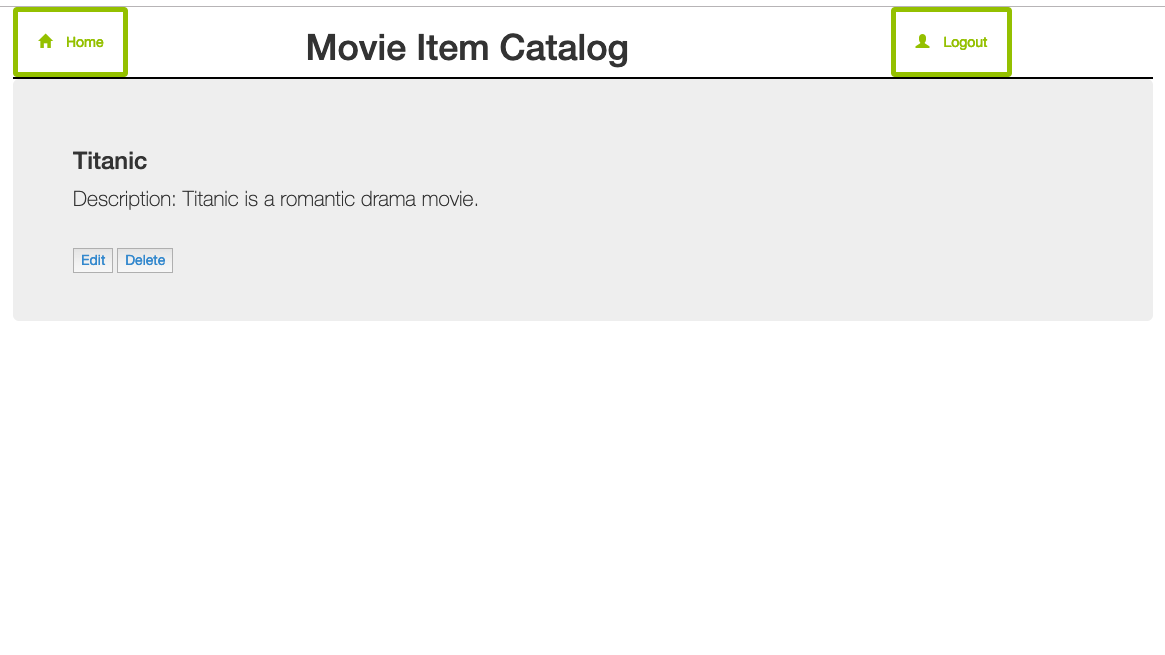 Home Movie Item Catalog Logout
Titanic
Description: Titanic is a romantic drama movie.
Edit Delete